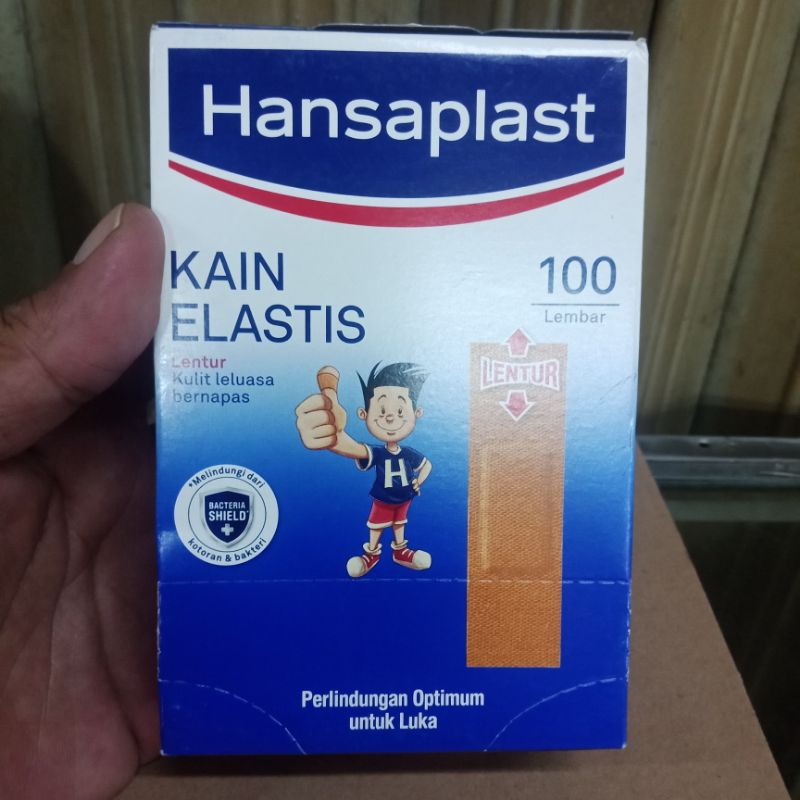 Hansaplast
KAIN
ELASTIS
Lentur
Kulit leluasa
bernapas
100
Lembar
LENTUR
H
*Melindungi dari
BACTERIA
SHIELD
kotoran & bakteri
Perlindungan Optimum
untuk Luka